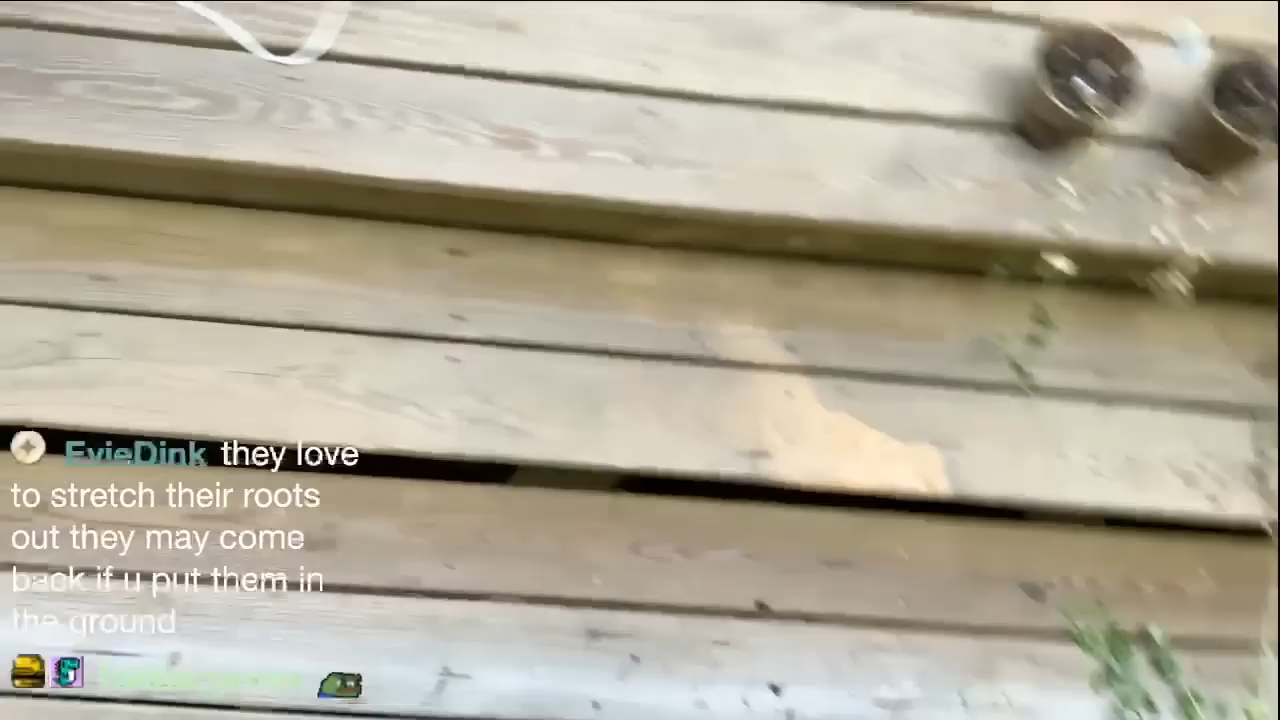 EvieDink they love
to stretch their roots
out they may come
back if u put them in
the ground